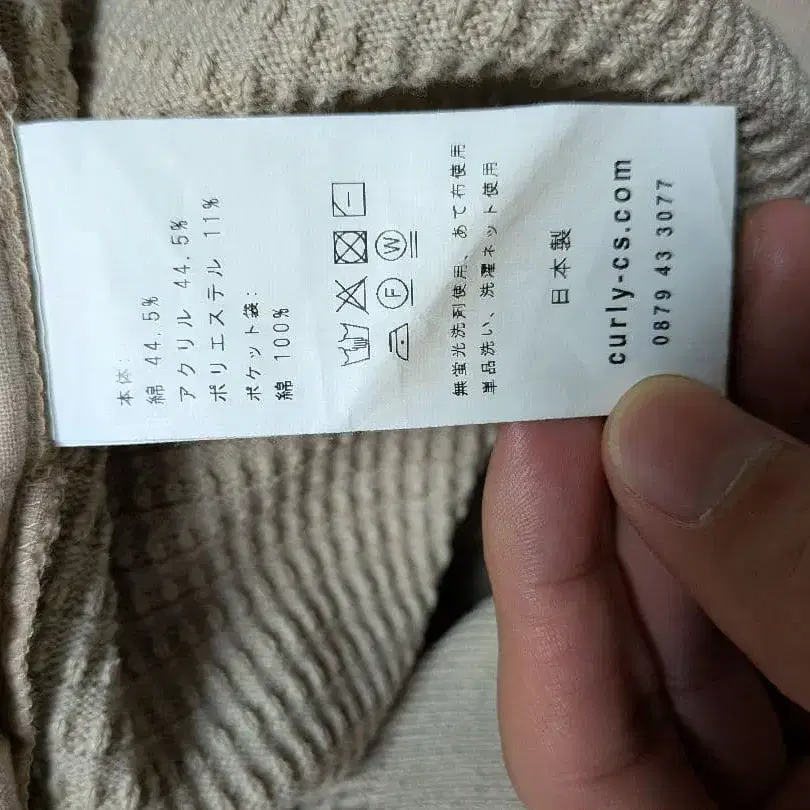 本体:
綿 44.5%
アクリル 44.5%
ポリエステル 11%
ポケット袋:
綿 100%
F
W
無蛍光洗剤使用、あて布使用
単品洗い、洗濯ネット使用
日本製
curly-cs.com
0879 43 3077